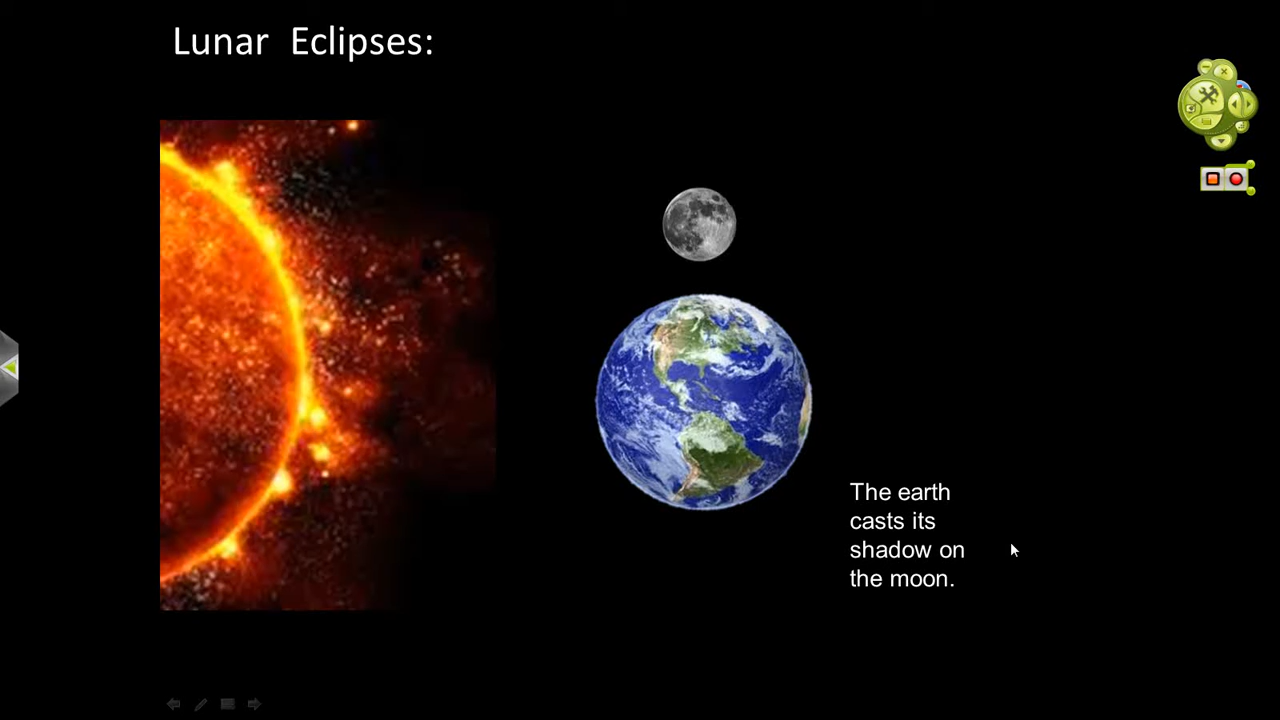 Lunar Eclipses:
The earth
casts its
shadow on
the moon.